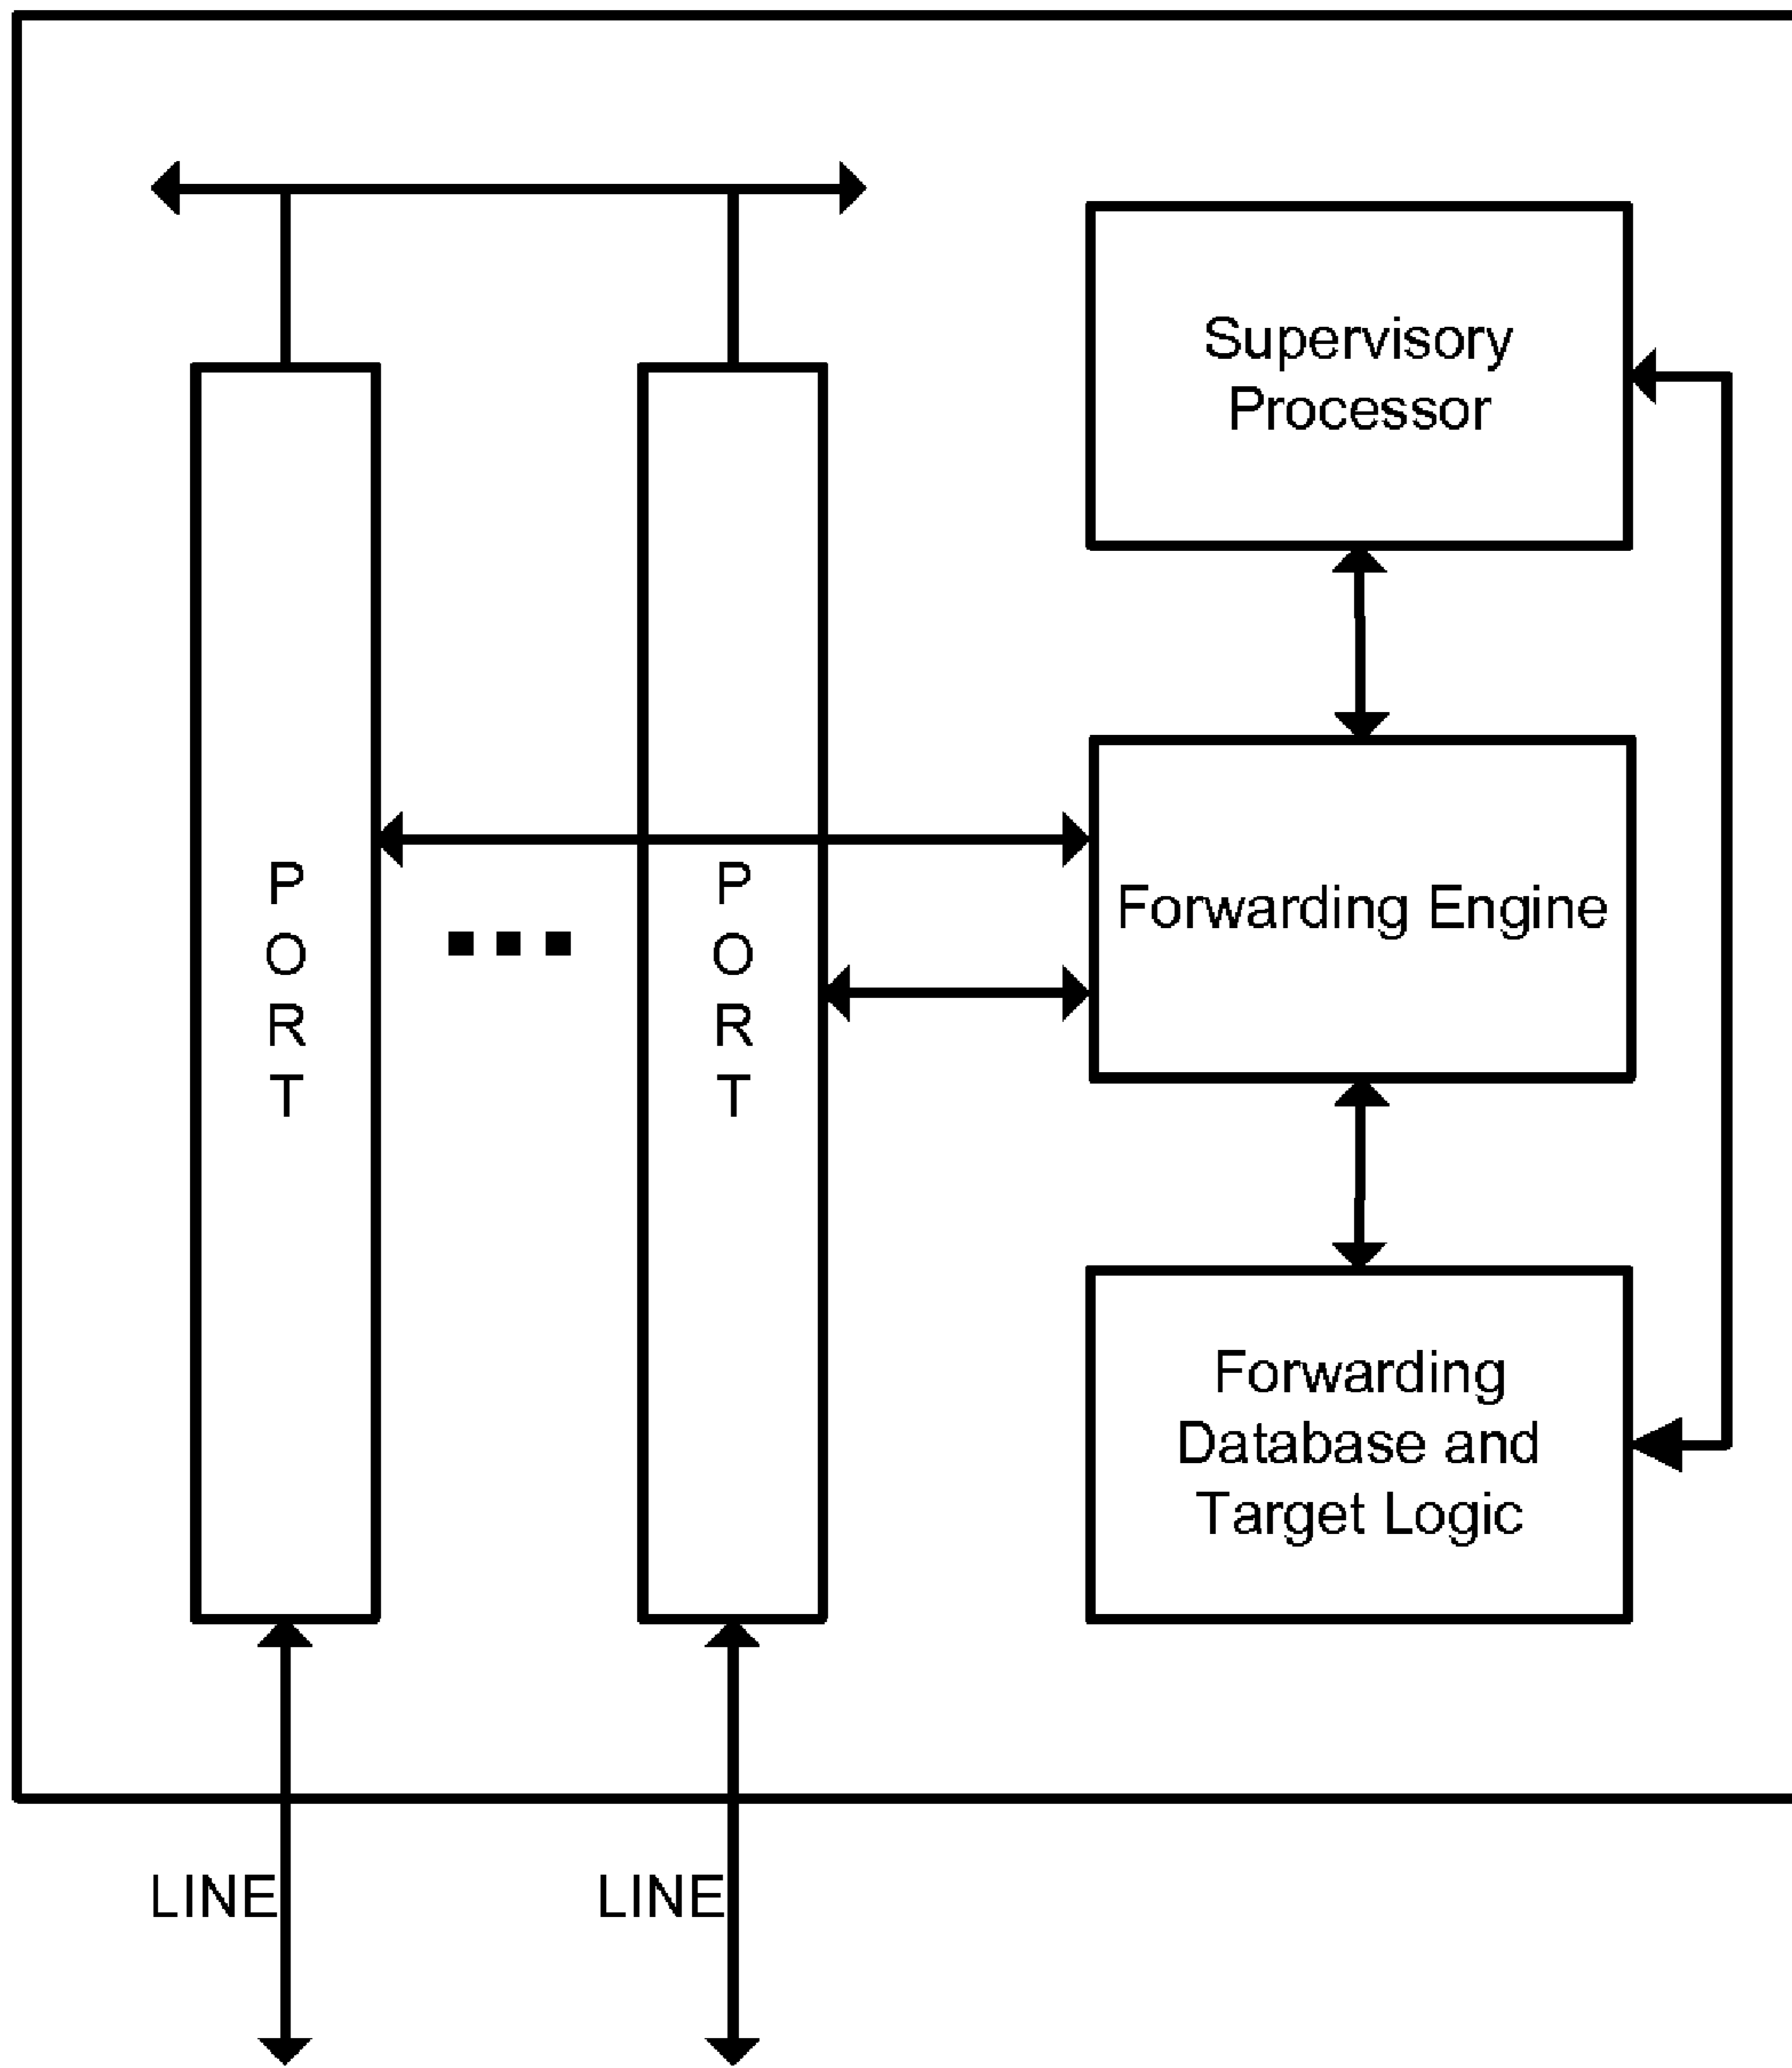 Supervisory
Processor
P
O
R
T
P
O
R
T
Forwarding Engine
Forwarding
Database and
Target Logic
LINE
LINE